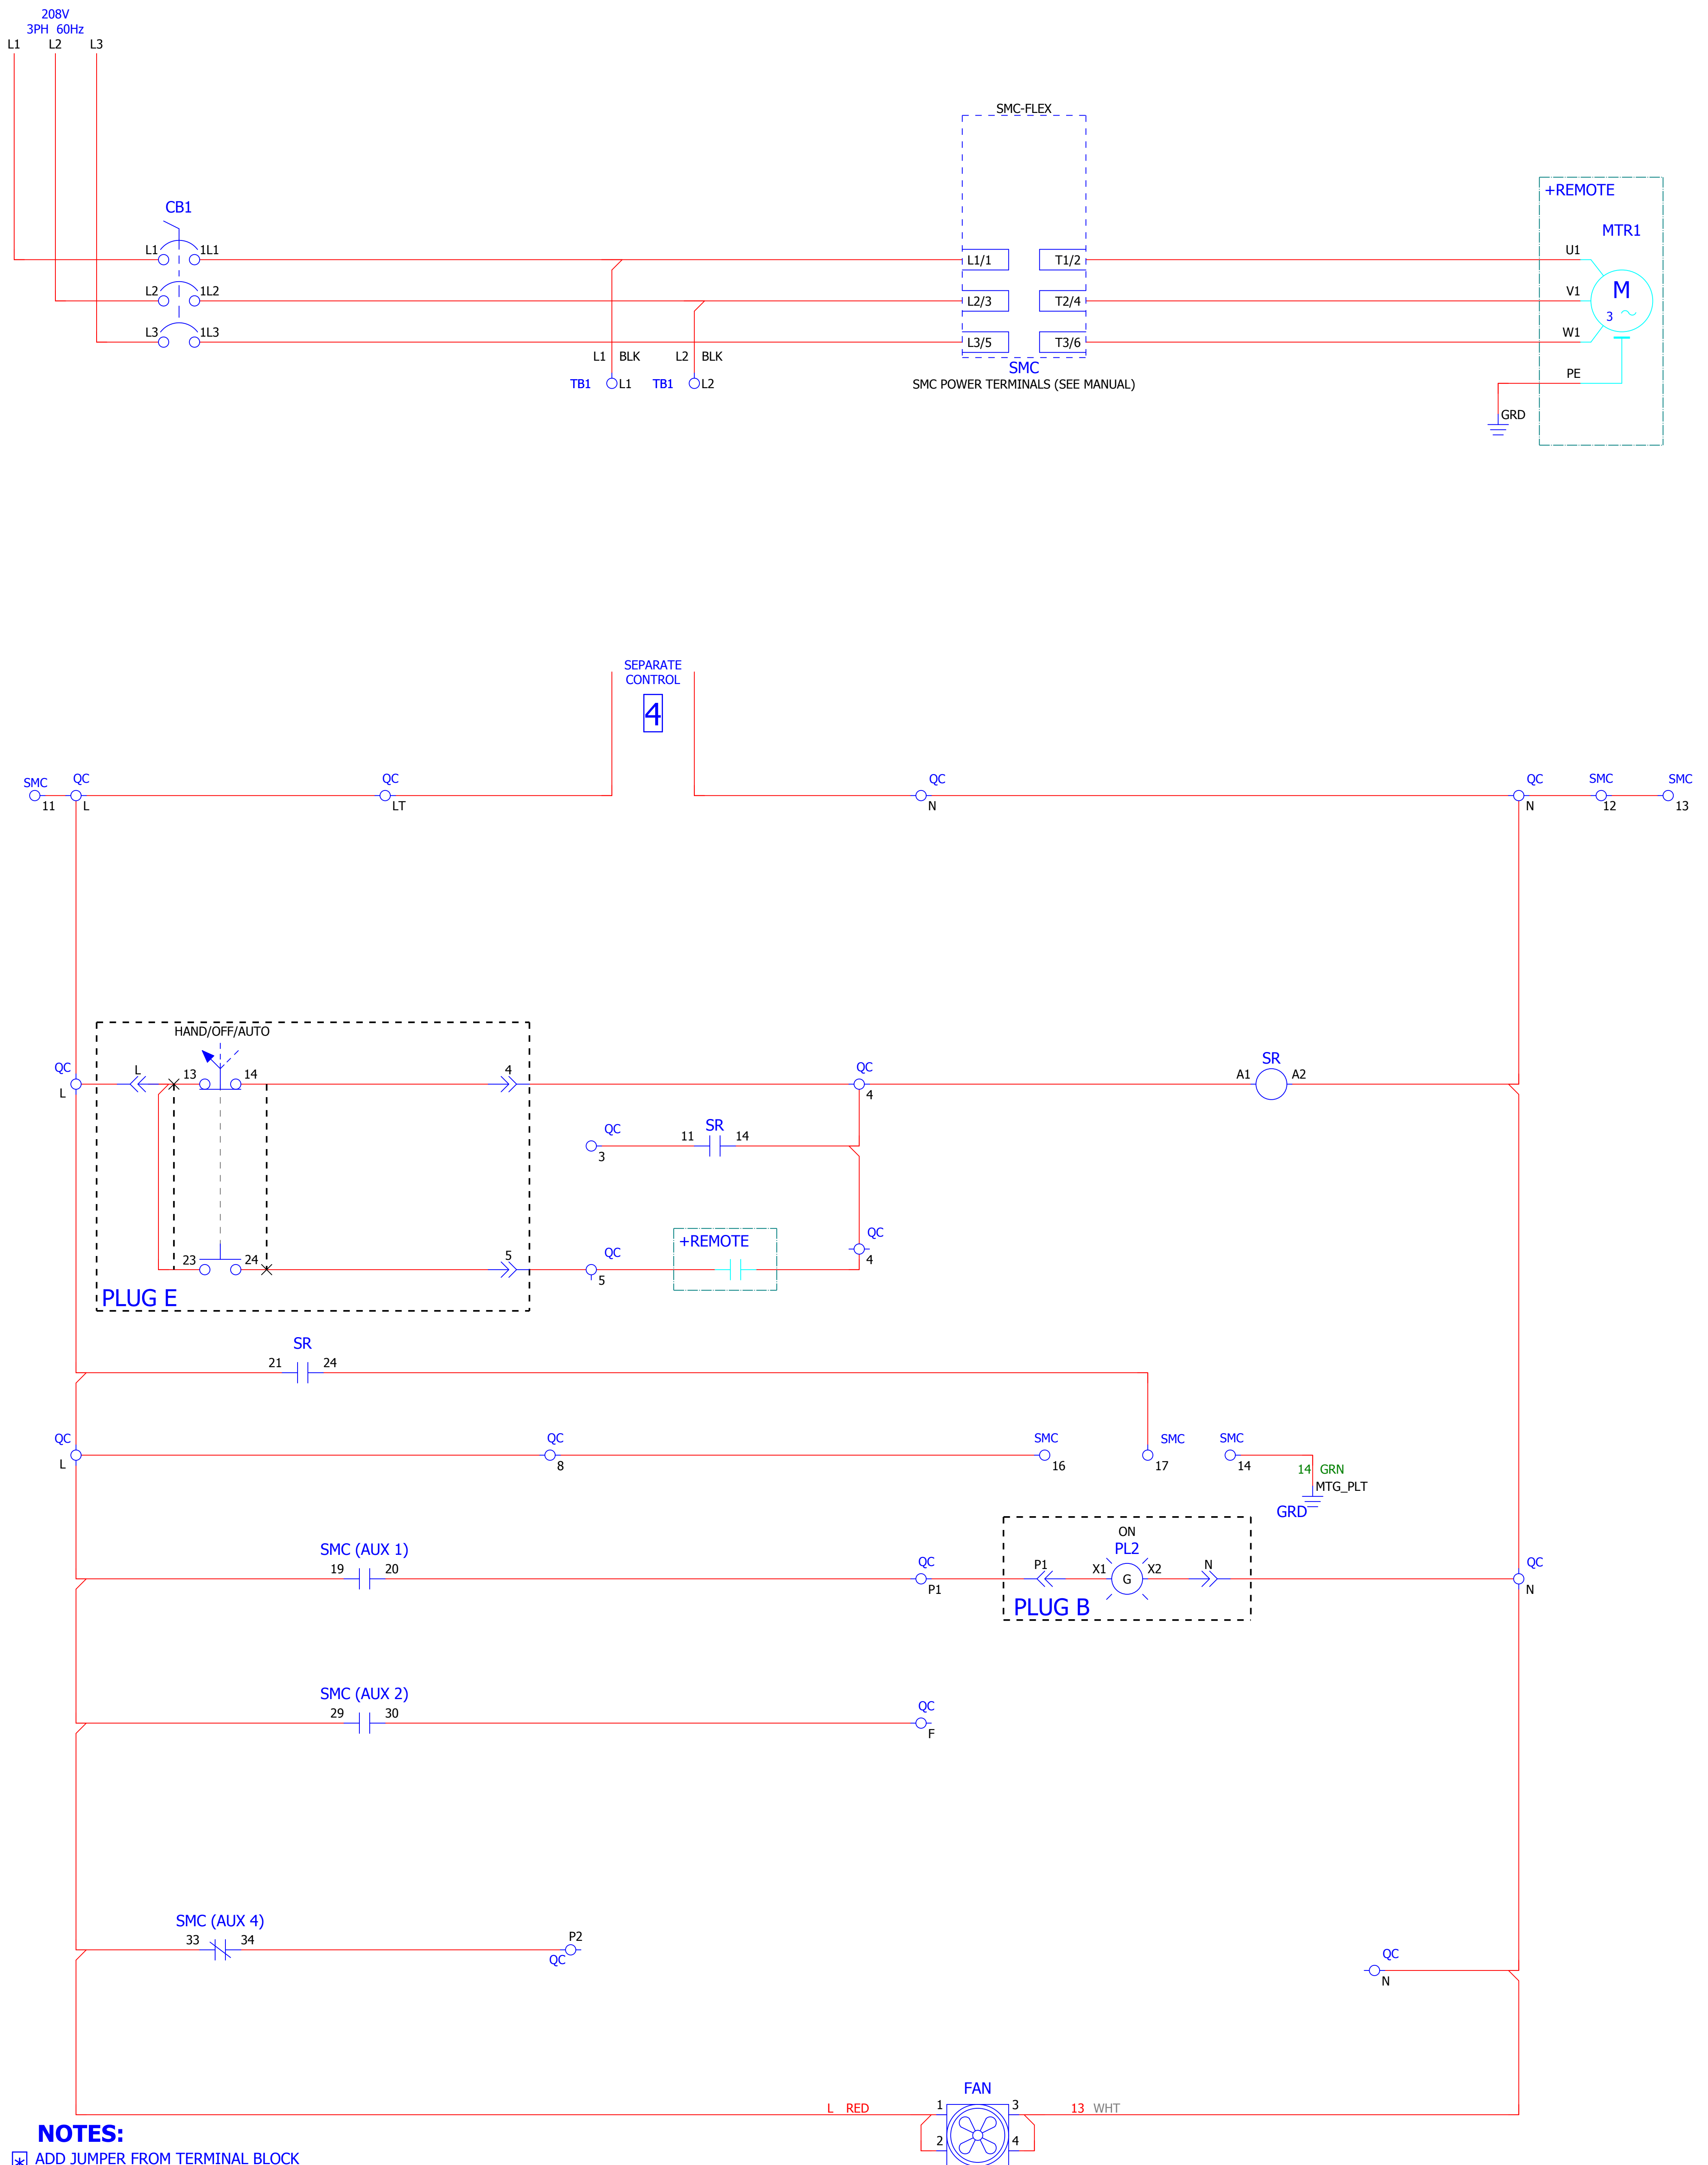 208V
3PH 60Hz
L1 L2 L3
SMC-FLEX
+REMOTE
CB1
MTR1
L1 1L1
L1/1 T1/2
U1
L2 1L2
L2/3 T2/4
V1
M
3
L3 1L3
L3/5 T3/6
W1
L1 BLK L2 BLK
SMC
PE
TB1 L1 TB1 L2
SMC POWER TERMINALS (SEE MANUAL)
GRD
SEPARATE
CONTROL
4
SMC QC QC QC QC SMC SMC
11 L LT N N 12 13
HAND/OFF/AUTO
QC L 13 14 4 QC SR
A1 A2
L 4
QC SR
11 14
3
QC
+REMOTE
23 24 5 QC
5 4
PLUG E
SR
21 24
QC QC SMC SMC SMC
L 8 16 17 14
14 GRN
MTG_PLT
GRD
ON
SMC (AUX 1) PL2
19 20 QC P1 X1 G X2 N QC
P1 N
PLUG B
SMC (AUX 2)
29 30 QC
F
SMC (AUX 4)
33 34 P2
QC
QC
N
FAN
L RED 1 3 13 WHT
2 4
NOTES:
* ADD JUMPER FROM TERMINAL BLOCK